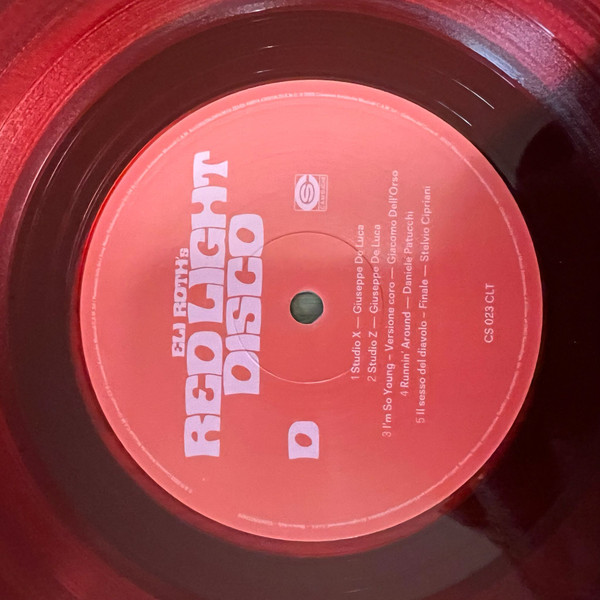 ELI ROTH's
RED LIGHT
DISCO
D
1 Studio X — Giuseppe De Luca
2 Studio Z — Giuseppe De Luca
3 I'm So Young – Versione coro — Giacomo Dell'Orso
4 Runnin' Around — Daniele Patucchi
5 Il sesso del diavolo – Finale — Stelvio Cipriani
CS 023 CLT